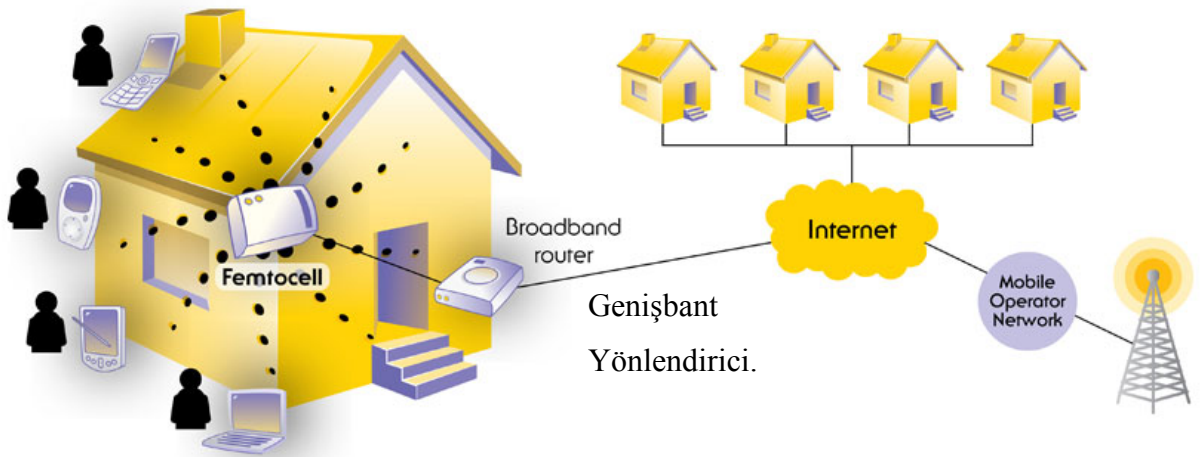 Femtocell
Broadband
router
Genişbant
Yönlendirici.
Internet
Mobile
Operator
Network